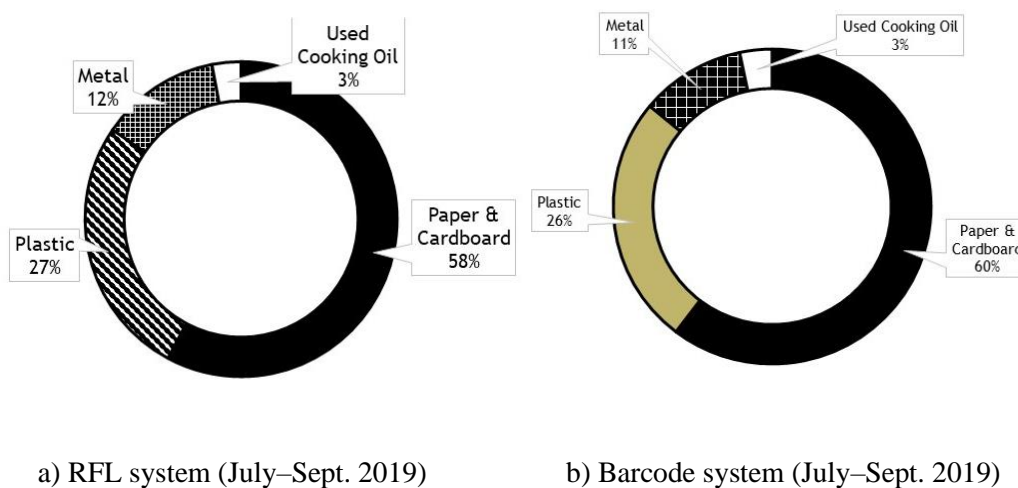 Used
Cooking Oil
3%
Metal
12%
Plastic
27%
Paper &
Cardboard
58%
Metal
11%
Used Cooking Oil
3%
Plastic
26%
Paper &
Cardboard
60%
a) RFL system (July–Sept. 2019)
b) Barcode system (July–Sept. 2019)